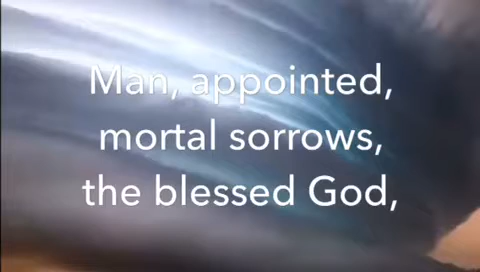 Man, appointed,
mortal sorrows,
the blessed God,